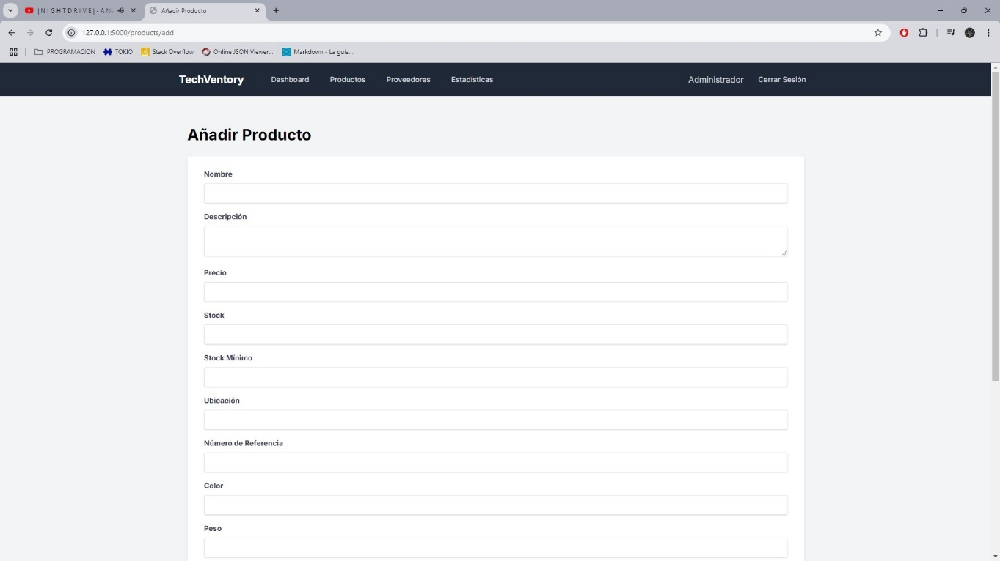 |NIGHTDRIVE|-AN
Añadir Producto
127.0.0.1:5000/products/add
PROGRAMACION
TOKIO
Stack Overflow
Online JSON Viewer...
Markdown - La guía...
TechVentory
Dashboard
Productos
Proveedores
Estadísticas
Administrador
Cerrar Sesión
Añadir Producto
Nombre
Descripción
Precio
Stock
Stock Mínimo
Ubicación
Número de Referencia
Color
Peso